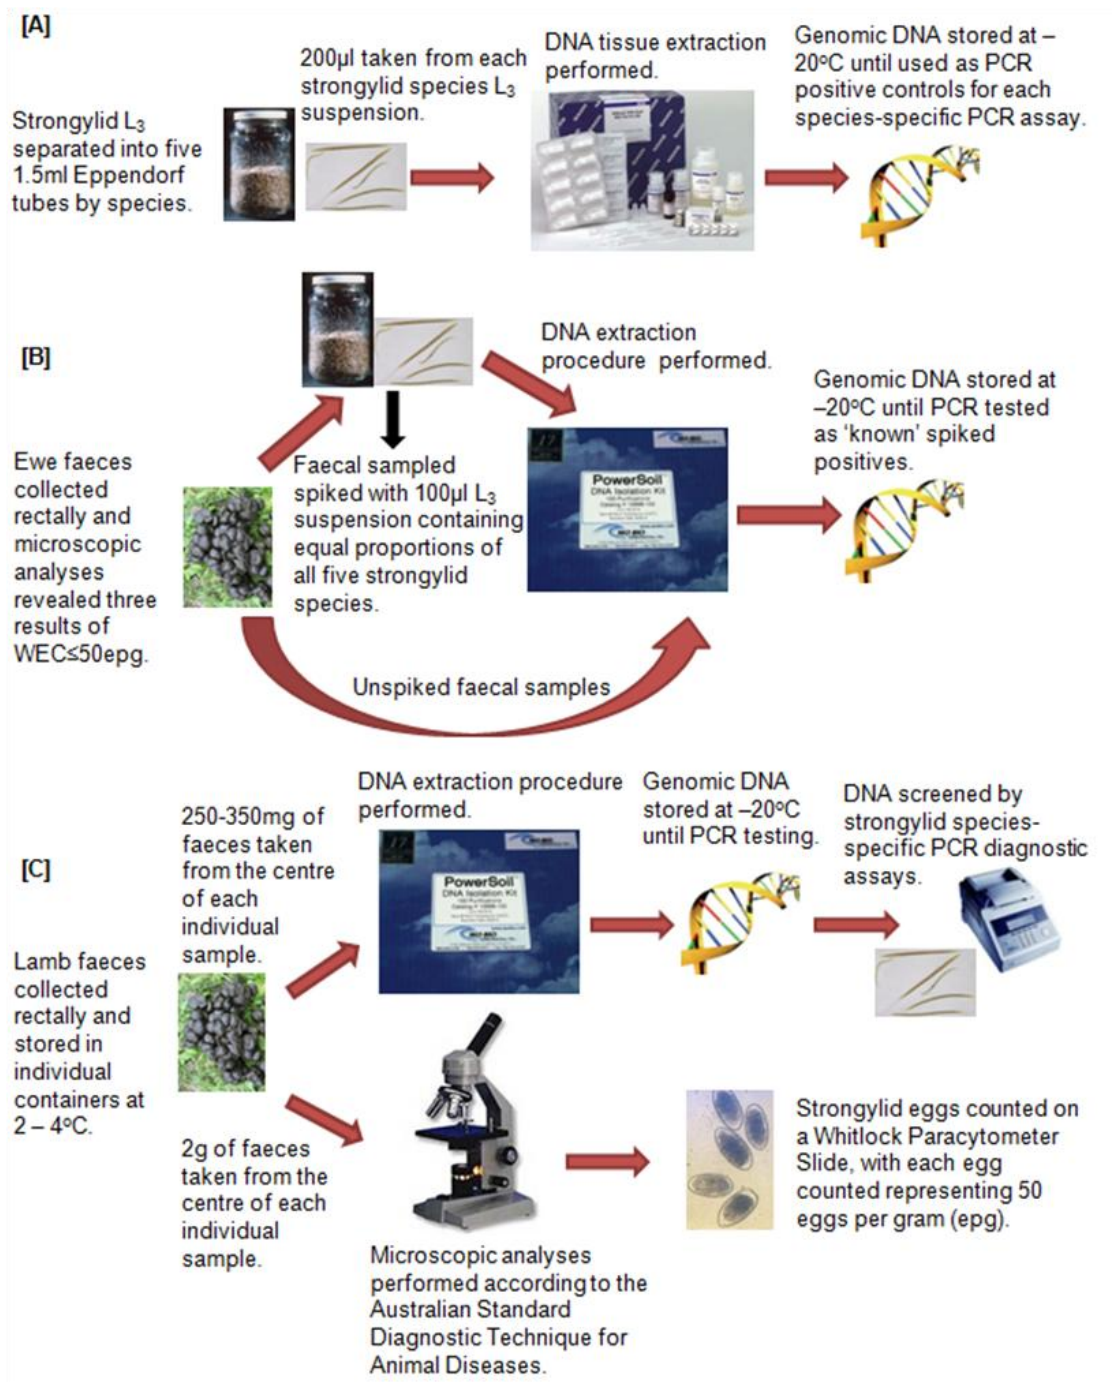 [A]
Strongylid L3
separated into five
1.5ml Eppendorf
tubes by species.
200µl taken from each
strongylid species L3
suspension.
DNA tissue extraction
performed.
Genomic DNA stored at –
20ºC until used as PCR
positive controls for each
species-specific PCR assay.
[B]
Ewe faeces
collected
rectally and
microscopic
analyses
revealed three
results of
WEC≤50epg.
Faecal sampled
spiked with 100µl L3
suspension containing
equal proportions of
all five strongylid
species.
DNA extraction
procedure performed.
PowerSoil
DNA Isolation Kit
Genomic DNA stored at
–20ºC until PCR tested
as ‘known’ spiked
positives.
Unspiked faecal samples
[C]
Lamb faeces
collected
rectally and
stored in
individual
containers at
2 – 4ºC.
250-350mg of
faeces taken
from the centre
of each
individual
sample.
DNA extraction procedure
performed.
PowerSoil
DNA Isolation Kit
Genomic DNA
stored at –20ºC
until PCR testing.
DNA screened by
strongylid species-
specific PCR diagnostic
assays.
2g of faeces
taken from the
centre of each
individual
sample.
Microscopic analyses
performed according to the
Australian Standard
Diagnostic Technique for
Animal Diseases.
Strongylid eggs counted on
a Whitlock Paracytometer
Slide, with each egg
counted representing 50
eggs per gram (epg).